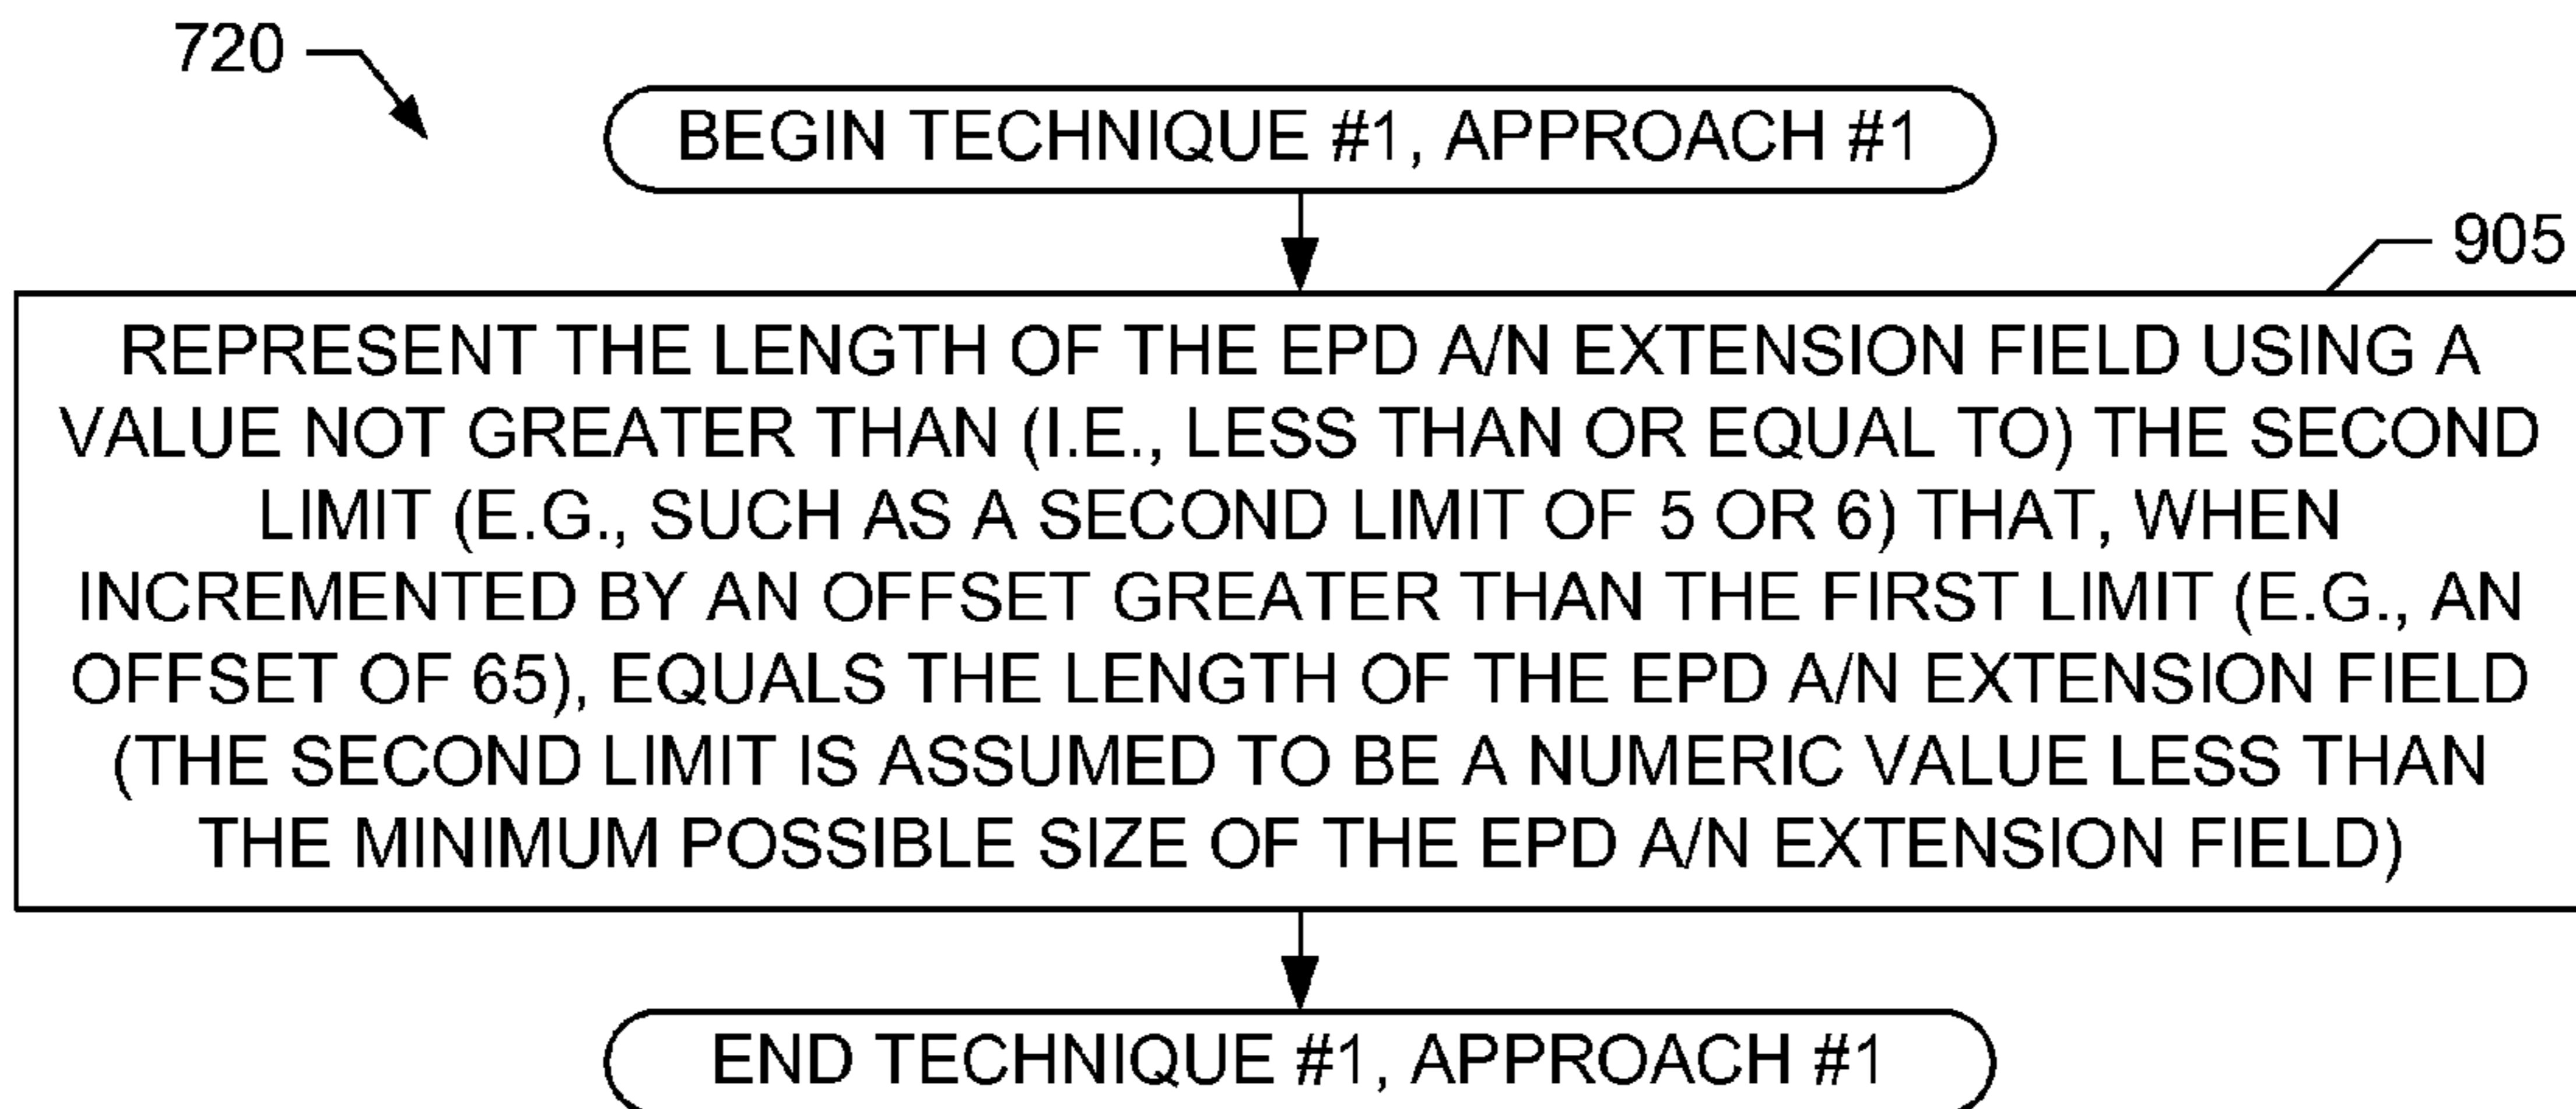 720
BEGIN TECHNIQUE #1, APPROACH #1
905
REPRESENT THE LENGTH OF THE EPD A/N EXTENSION FIELD USING A
VALUE NOT GREATER THAN (I.E., LESS THAN OR EQUAL TO) THE SECOND
LIMIT (E.G., SUCH AS A SECOND LIMIT OF 5 OR 6) THAT, WHEN
INCREMENTED BY AN OFFSET GREATER THAN THE FIRST LIMIT (E.G., AN
OFFSET OF 65), EQUALS THE LENGTH OF THE EPD A/N EXTENSION FIELD
(THE SECOND LIMIT IS ASSUMED TO BE A NUMERIC VALUE LESS THAN
THE MINIMUM POSSIBLE SIZE OF THE EPD A/N EXTENSION FIELD)
END TECHNIQUE #1, APPROACH #1